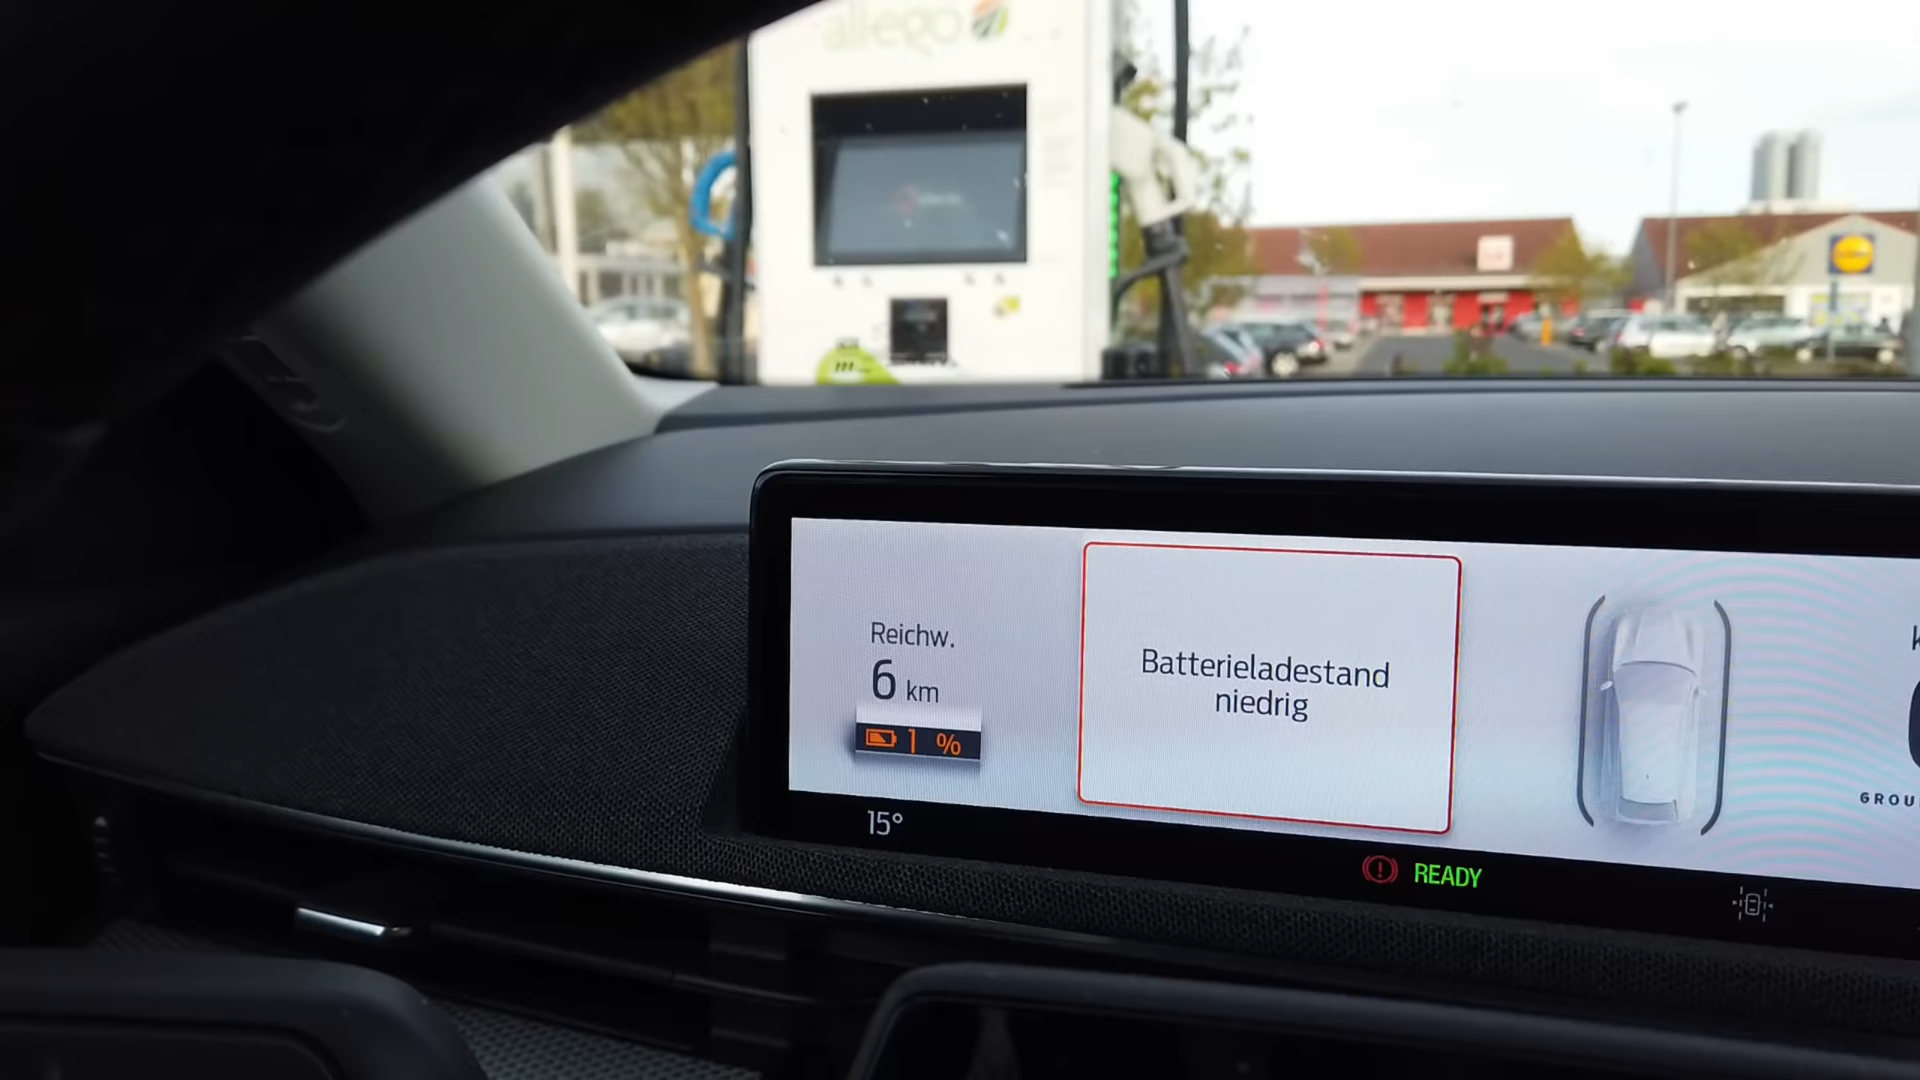 allego
Reichw.
6 km
1 %
Batterieladestand
niedrig
15°
READY
GROU